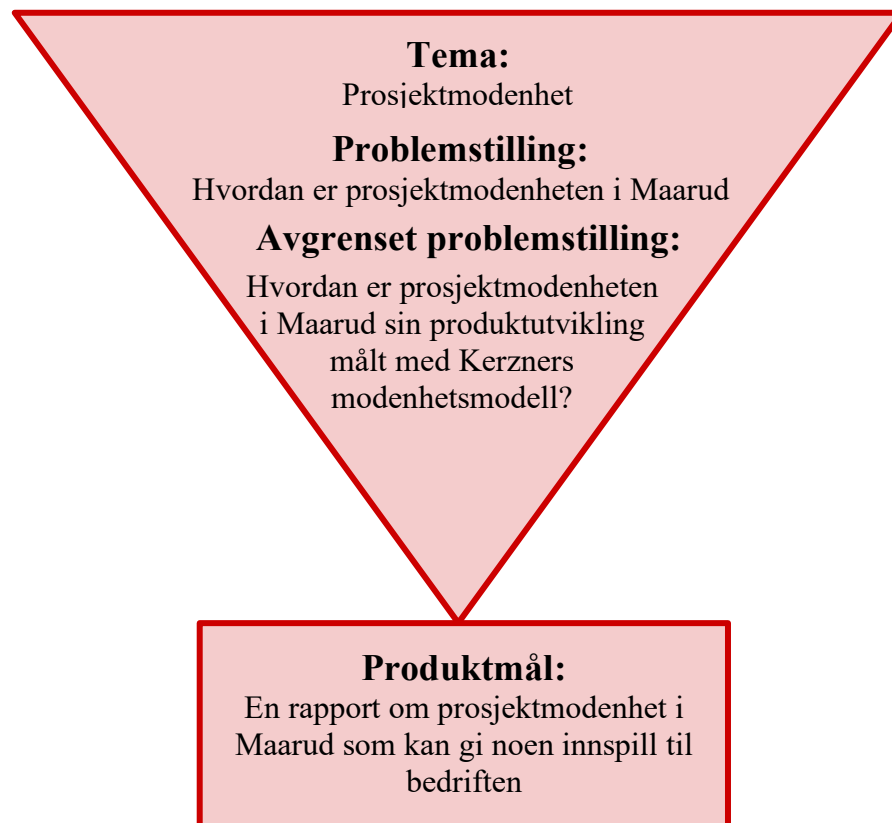 Tema:
Prosjektmodenhet
Problemstilling:
Hvordan er prosjektmodenheten i Maarud
Avgrenset problemstilling:
Hvordan er prosjektmodenheten
i Maarud sin produktutvikling
målt med Kerzners
modenhetsmodell?
Produktmål:
En rapport om prosjektmodenhet i
Maarud som kan gi noen innspill til
bedriften